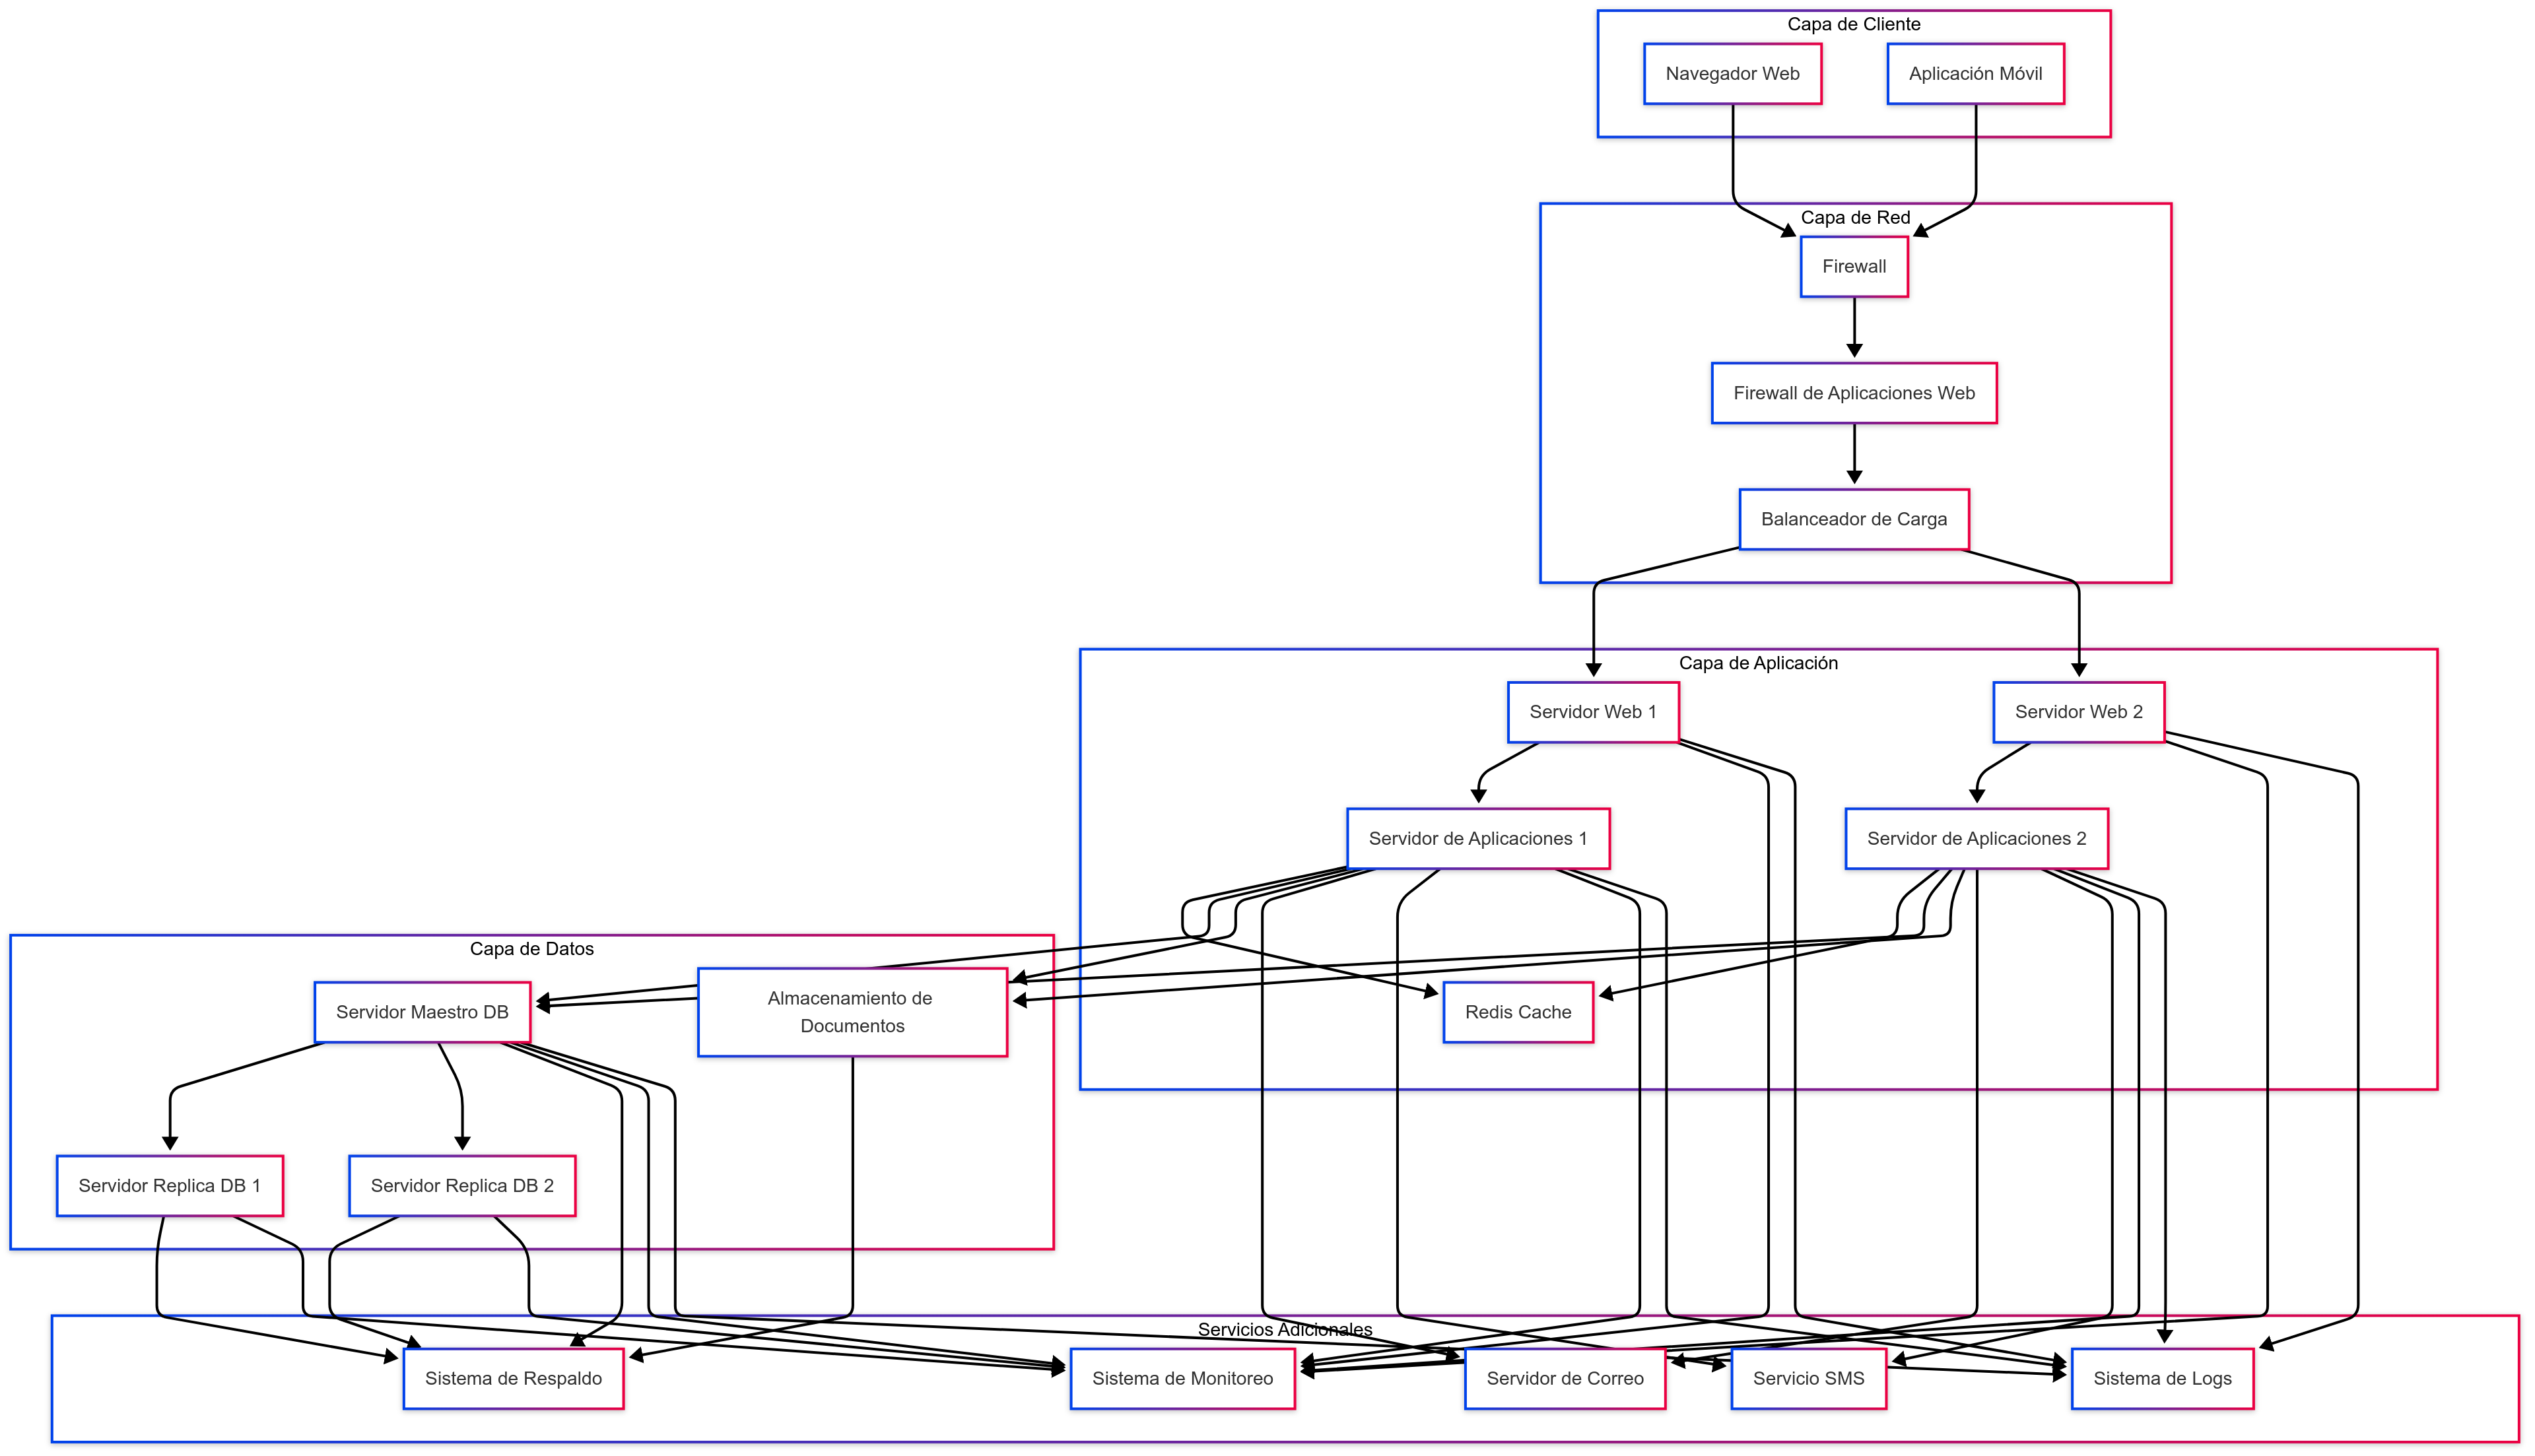 Capa de Cliente
Navegador Web
Aplicación Móvil
Capa de Red
Firewall
Firewall de Aplicaciones Web
Balanceador de Carga
Capa de Aplicación
Servidor Web 1
Servidor Web 2
Servidor de Aplicaciones 1
Servidor de Aplicaciones 2
Redis Cache
Capa de Datos
Servidor Maestro DB
Almacenamiento de
Documentos
Servidor Replica DB 1
Servidor Replica DB 2
Servicios Adicionales
Sistema de Respaldo
Sistema de Monitoreo
Servidor de Correo
Servicio SMS
Sistema de Logs